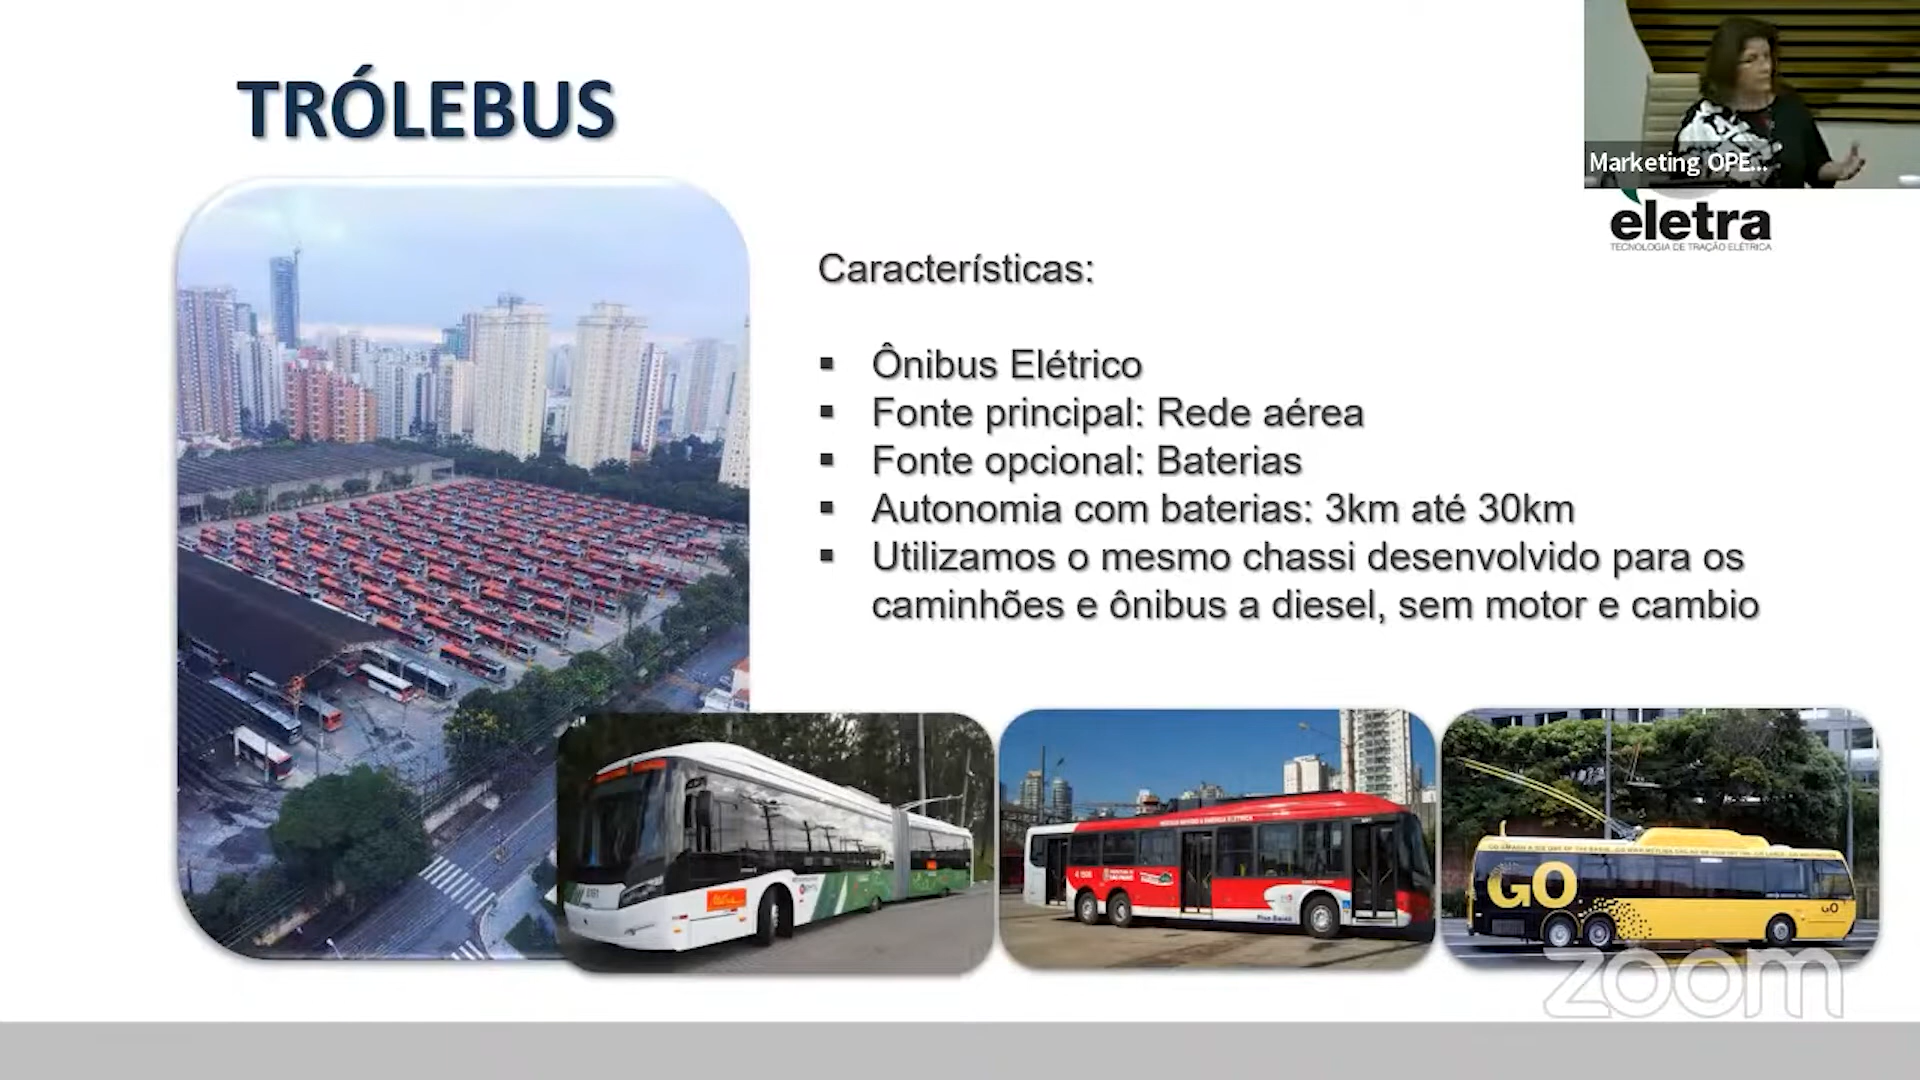 TRÓLEBUS
Marketing OPE...
eletra
TECNOLOGIA DE TRAÇÃO ELÉTRICA
Características:
▪ Ônibus Elétrico
▪ Fonte principal: Rede aérea
▪ Fonte opcional: Baterias
▪ Autonomia com baterias: 3km até 30km
▪ Utilizamos o mesmo chassi desenvolvido para os
caminhões e ônibus a diesel, sem motor e cambio
GO
GO
zoom